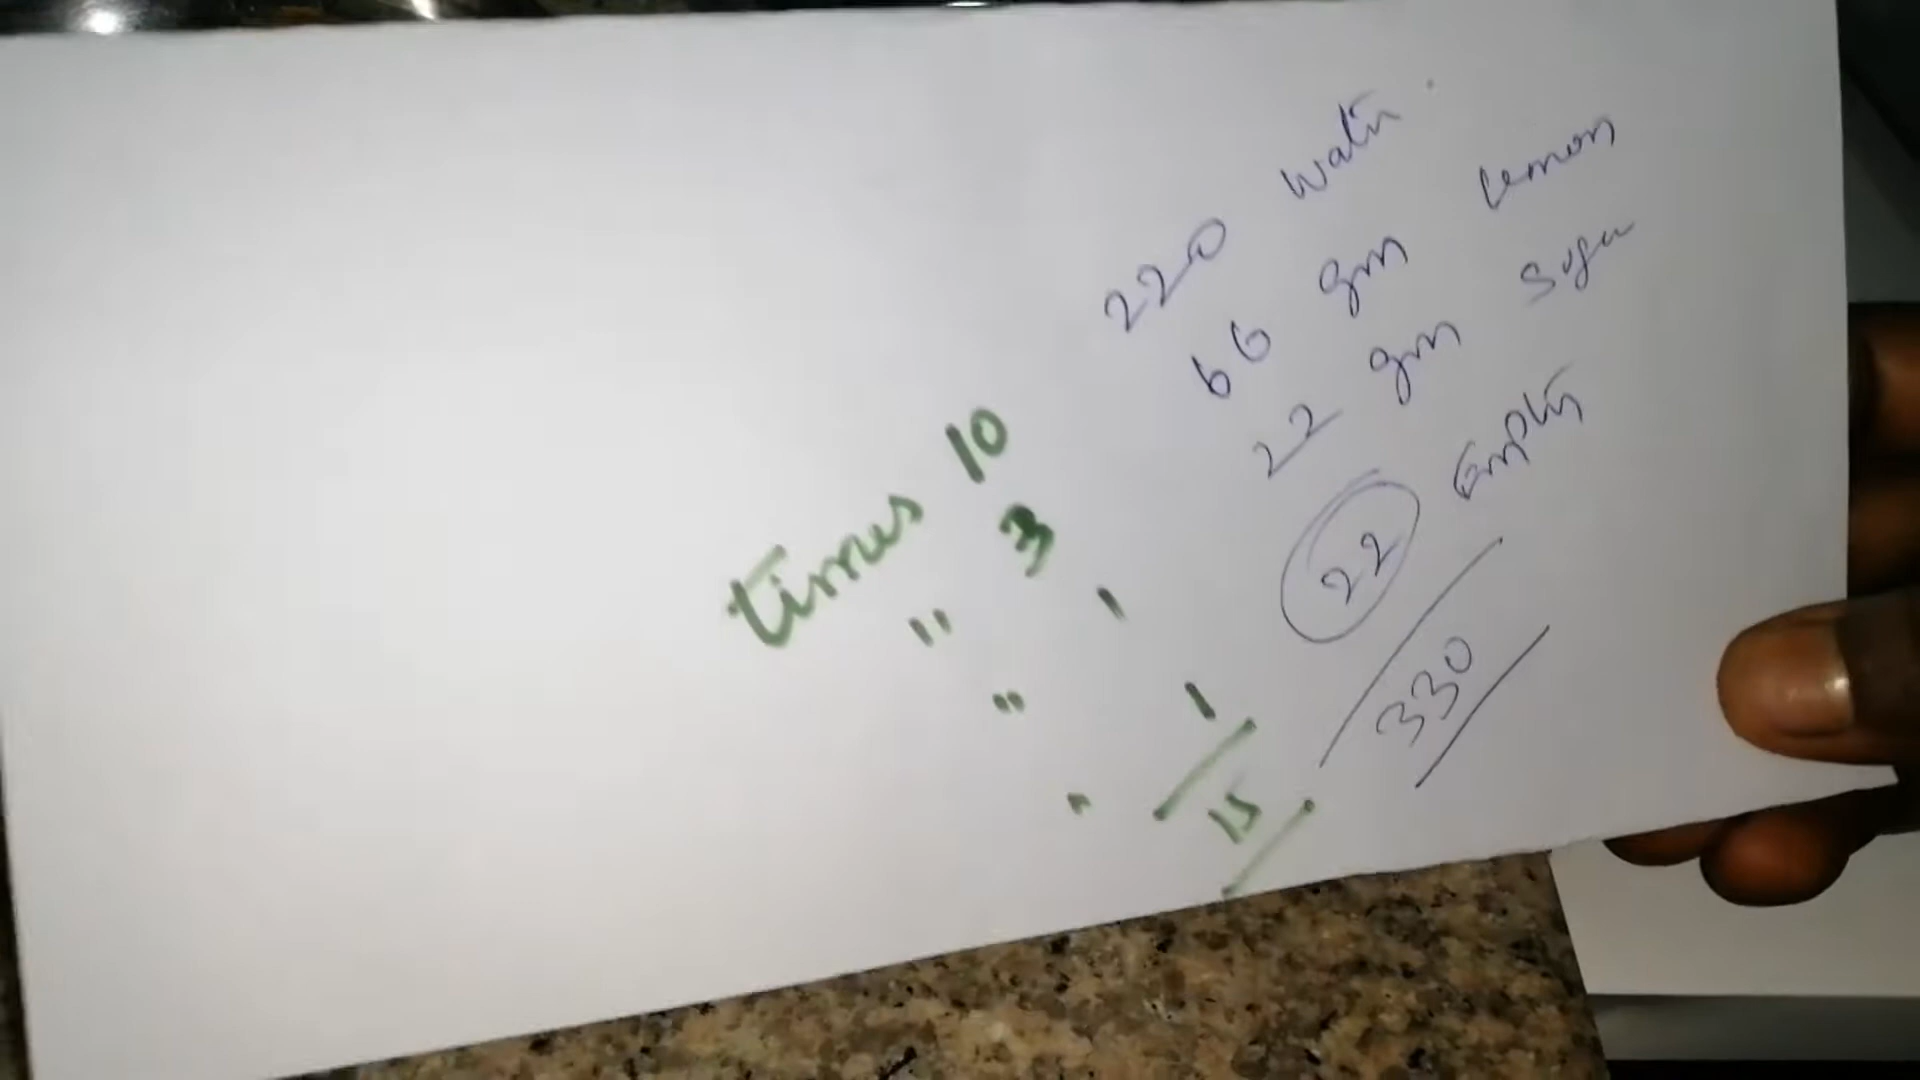 220 water
66 gm lemon
22 gm sugar
22 Empty
330
times 10
" 3
" 1
" 1
15